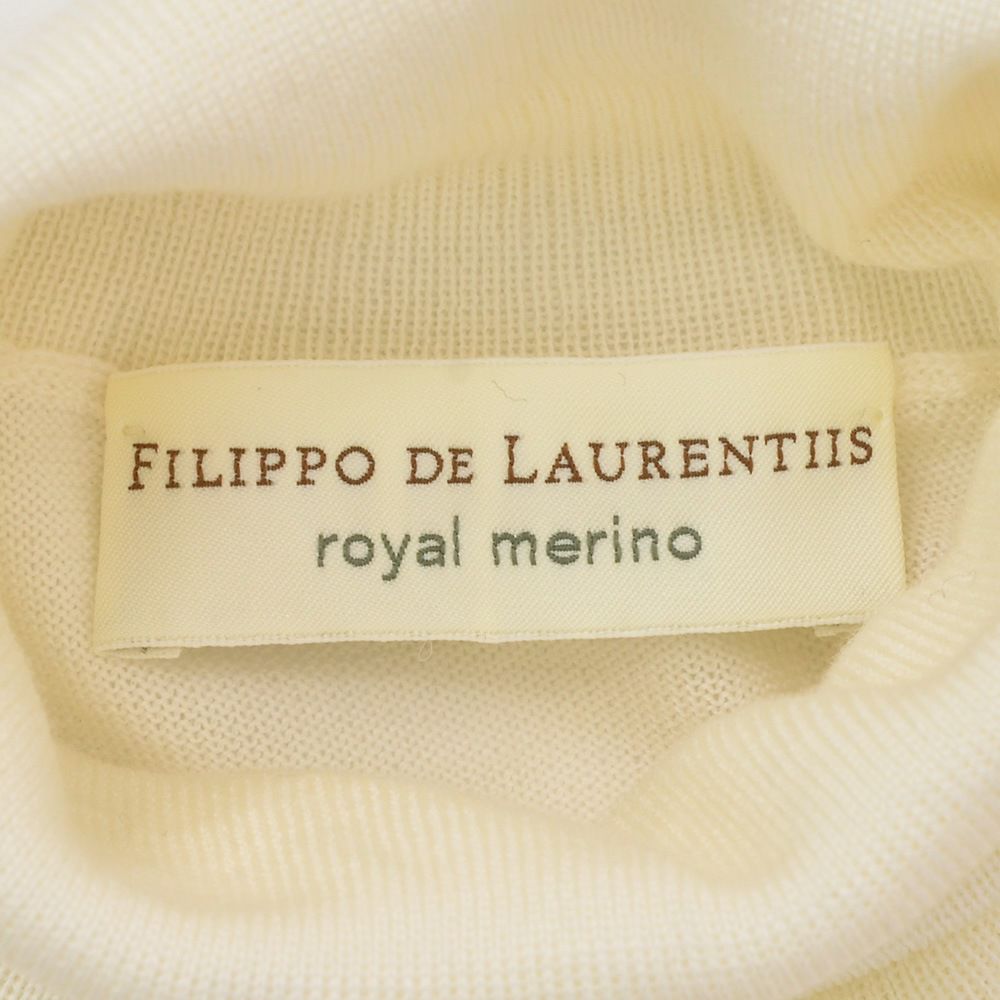 FILIPPO DE LAURENTIIS
royal merino